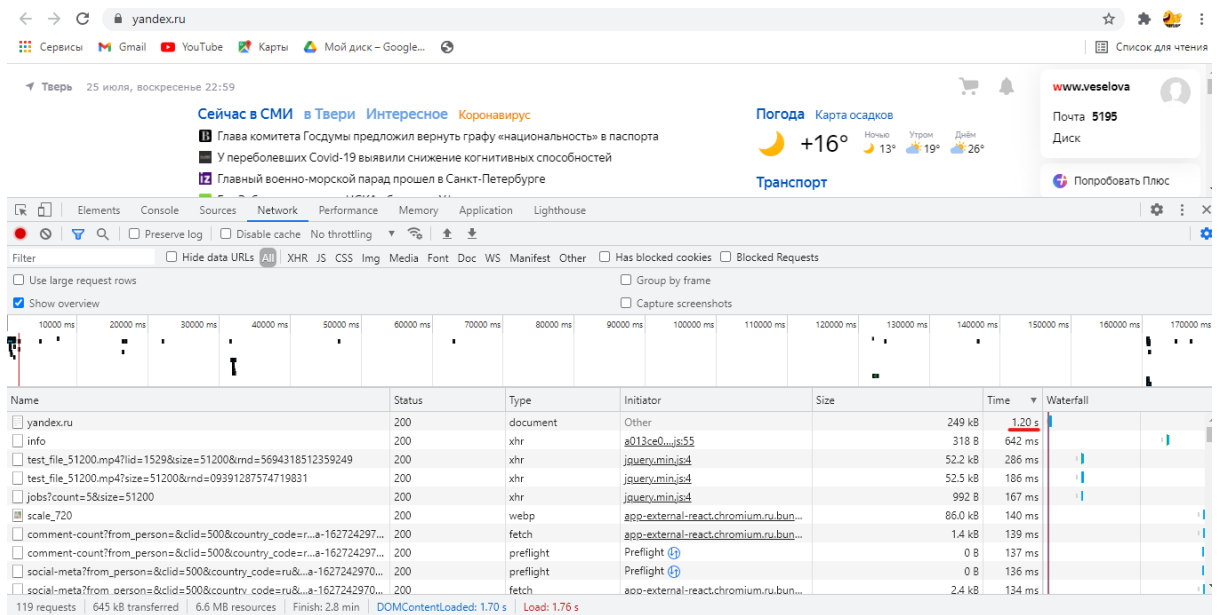 yandex.ru
Сервисы Gmail YouTube Карты Мой диск – Google... Список для чтения
Тверь 25 июля, воскресенье 22:59
www.veselova
Сейчас в СМИ в Твери Интересное Коронавирус
Погода Карта осадков
Почта 5195
Глава комитета Госдумы предложил вернуть графу «национальность» в паспорта
+16° Ночью 13° Утром 19° Днём 26°
Диск
У переболевших Covid-19 выявили снижение когнитивных способностей
Главный военно-морской парад прошел в Санкт-Петербурге
Транспорт
Попробовать Плюс
Elements Console Sources Network Performance Memory Application Lighthouse
Preserve log Disable cache No throttling
Filter Hide data URLs All XHR JS CSS Img Media Font Doc WS Manifest Other Has blocked cookies Blocked Requests
Use large request rows Group by frame
Show overview Capture screenshots
10000 ms 20000 ms 30000 ms 40000 ms 50000 ms 60000 ms 70000 ms 80000 ms 90000 ms 100000 ms 110000 ms 120000 ms 130000 ms 140000 ms 150000 ms 160000 ms 170000 ms
Name Status Type Initiator Size Time Waterfall
yandex.ru 200 document Other 249 kB 1.20 s
info 200 xhr a013ce0....js:55 318 B 642 ms
test_file_51200.mp4?lid=1529&size=51200&rnd=5694318512359249 200 xhr jquery.min.js:4 52.2 kB 286 ms
test_file_51200.mp4?size=51200&rnd=09391287574719831 200 xhr jquery.min.js:4 52.5 kB 186 ms
jobs?count=5&size=51200 200 xhr jquery.min.js:4 992 B 167 ms
scale_720 200 webp app-external-react.chromium.ru.bun... 86.0 kB 140 ms
comment-count?from_person=&clid=500&country_code=r...a-162724297... 200 fetch app-external-react.chromium.ru.bun... 1.4 kB 139 ms
comment-count?from_person=&clid=500&country_code=r...a-1627242970... 200 preflight Preflight 0 B 137 ms
social-meta?from_person=&clid=500&country_code=ru&...a-1627242970... 200 preflight Preflight 0 B 136 ms
social-meta?from_person=&clid=500&country_code=ru&...a-1627242970... 200 fetch app-external-react.chromium.ru.bun... 2.4 kB 134 ms
119 requests 645 kB transferred 6.6 MB resources Finish: 2.8 min DOMContentLoaded: 1.70 s Load: 1.76 s